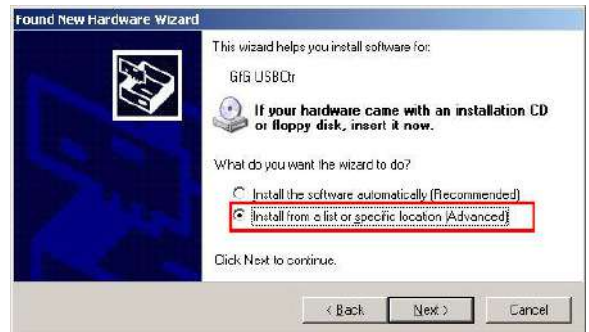 Found New Hardware Wizard
This wizard helps you install software for:
GfG USBCtr
If your hardware came with an installation CD
or floppy disk, insert it now.
What do you want the wizard to do?
Install the software automatically (Recommended)
Install from a list or specific location (Advanced)
Click Next to continue.
< Back
Next >
Cancel